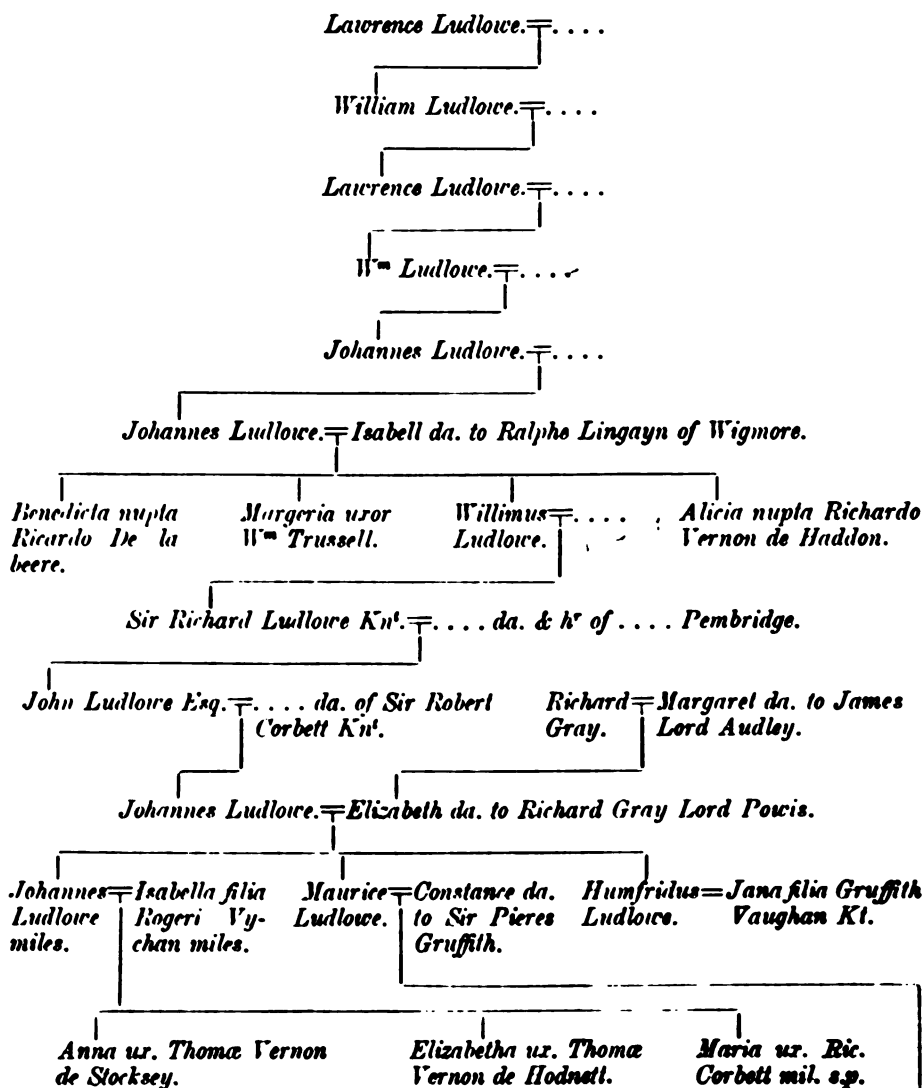 Lawrence Ludlowe.=. . . .
William Ludlowe.=. . . .
Lawrence Ludlowe.=. . . .
Wm Ludlowe.=. . . .
Johannes Ludlowe.=. . . .
Johannes Ludlowe.=Isabell da. to Ralphe Lingayn of Wigmore.
Benedicta nupta
Ricardo De la
beere.
Margeria uxor
Wm Trussell.
Willimus=. . . .
Ludlowe.
Alicia nupta Richardo
Vernon de Haddon.
Sir Richard Ludlowe Knt.=. . . . da. & hr of . . . . Pembridge.
John Ludlowe Esq.=. . . . da. of Sir Robert
Corbett Knt.
Richard=Margaret da. to James
Gray. Lord Audley.
Johannes Ludlowe.=Elizabeth da. to Richard Gray Lord Powis.
Johannes=Isabella filia
Ludlowe Rogeri Vy-
miles. chan miles.
Maurice=Constance da.
Ludlowe. to Sir Pieres
Gruffith.
Humfridus=Jana filia Gruffith
Ludlowe. Vaughan Kt.
Anna ux. Thomæ Vernon
de Stocksey.
Elizabetha ux. Thomæ
Vernon de Hodnett.
Maria ux. Ric.
Corbett mil. s.p.